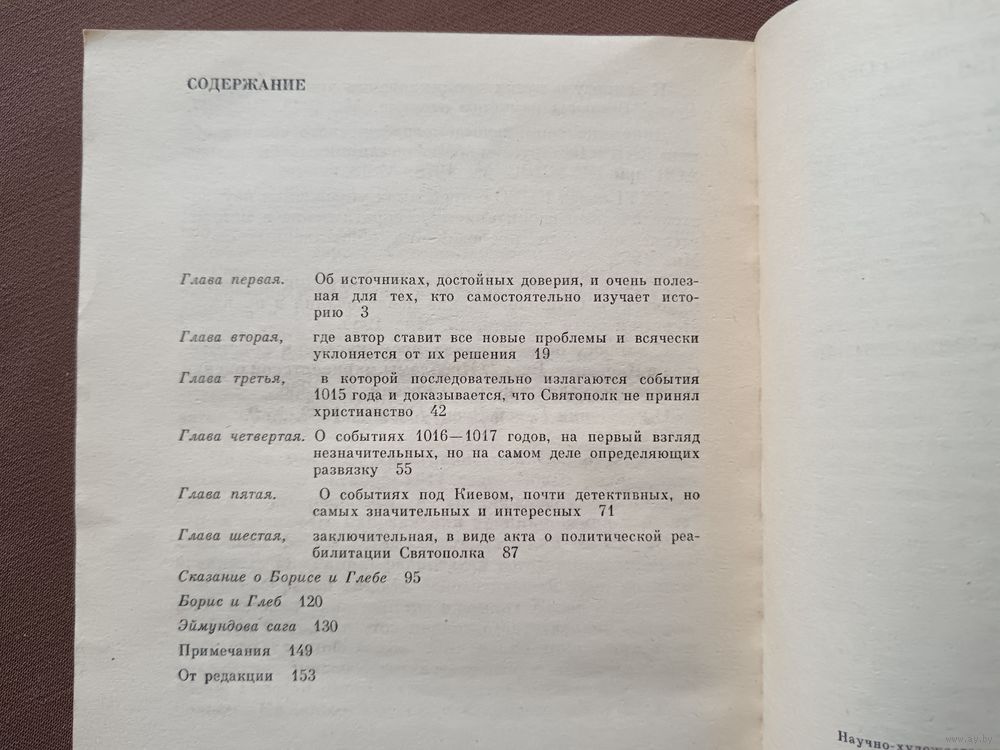 СОДЕРЖАНИЕ
Глава первая. Об источниках, достойных доверия, и очень полез-
ная для тех, кто самостоятельно изучает исто-
рию 3
Глава вторая, где автор ставит все новые проблемы и всячески
уклоняется от их решения 19
Глава третья, в которой последовательно излагаются события
1015 года и доказывается, что Святополк не принял
христианство 42
Глава четвертая. О событиях 1016—1017 годов, на первый взгляд
незначительных, но на самом деле определяющих
развязку 55
Глава пятая. О событиях под Киевом, почти детективных, но
самых значительных и интересных 71
Глава шестая, заключительная, в виде акта о политической реа-
билитации Святополка 87
Сказание о Борисе и Глебе 95
Борис и Глеб 120
Эймундова сага 130
Примечания 149
От редакции 153
www.ay.by